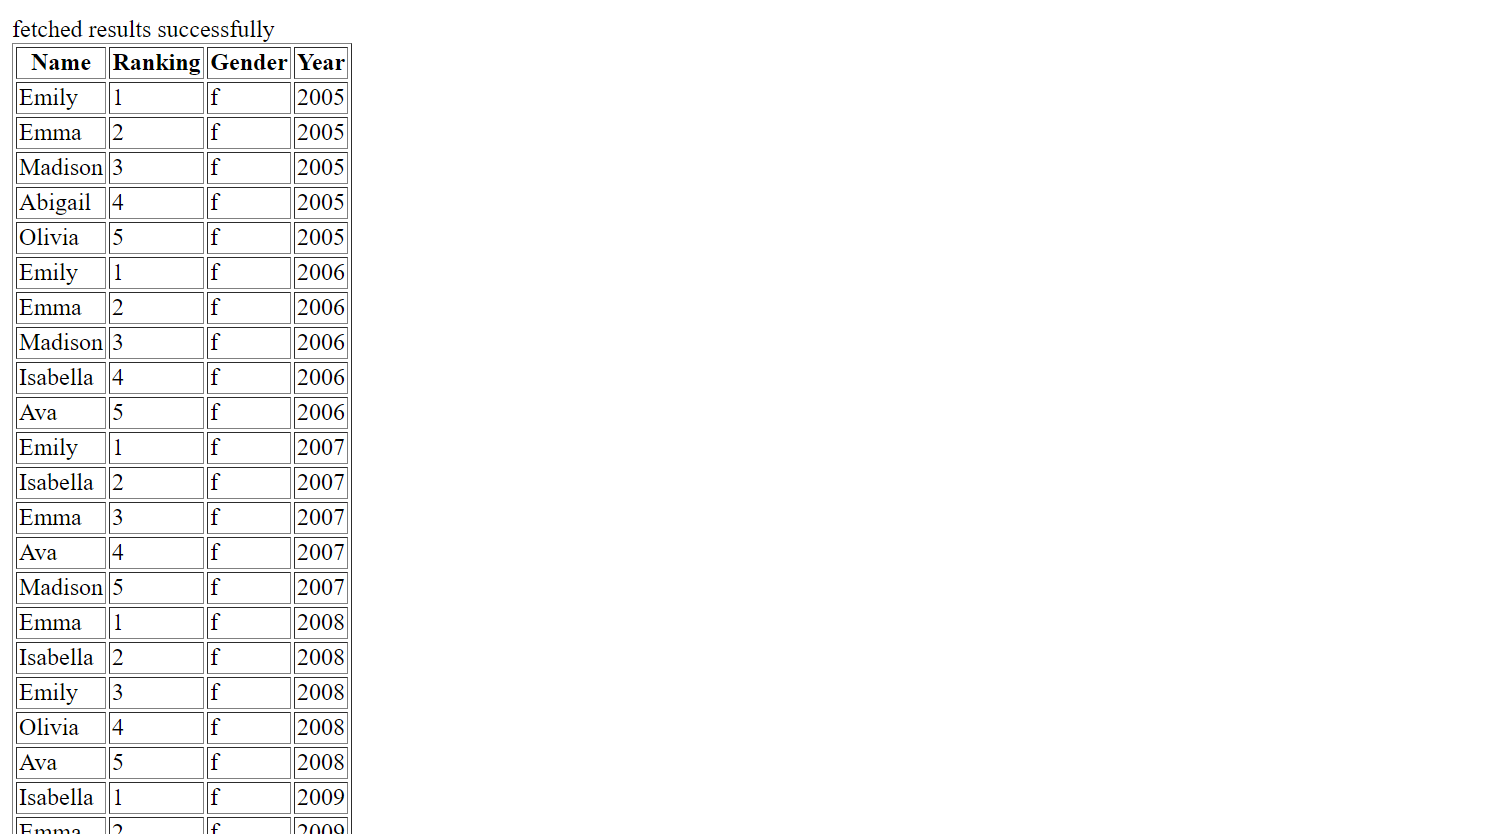 fetched results successfully
Name Ranking Gender Year
Emily 1 f 2005
Emma 2 f 2005
Madison 3 f 2005
Abigail 4 f 2005
Olivia 5 f 2005
Emily 1 f 2006
Emma 2 f 2006
Madison 3 f 2006
Isabella 4 f 2006
Ava 5 f 2006
Emily 1 f 2007
Isabella 2 f 2007
Emma 3 f 2007
Ava 4 f 2007
Madison 5 f 2007
Emma 1 f 2008
Isabella 2 f 2008
Emily 3 f 2008
Olivia 4 f 2008
Ava 5 f 2008
Isabella 1 f 2009
Emma 2 f 2009